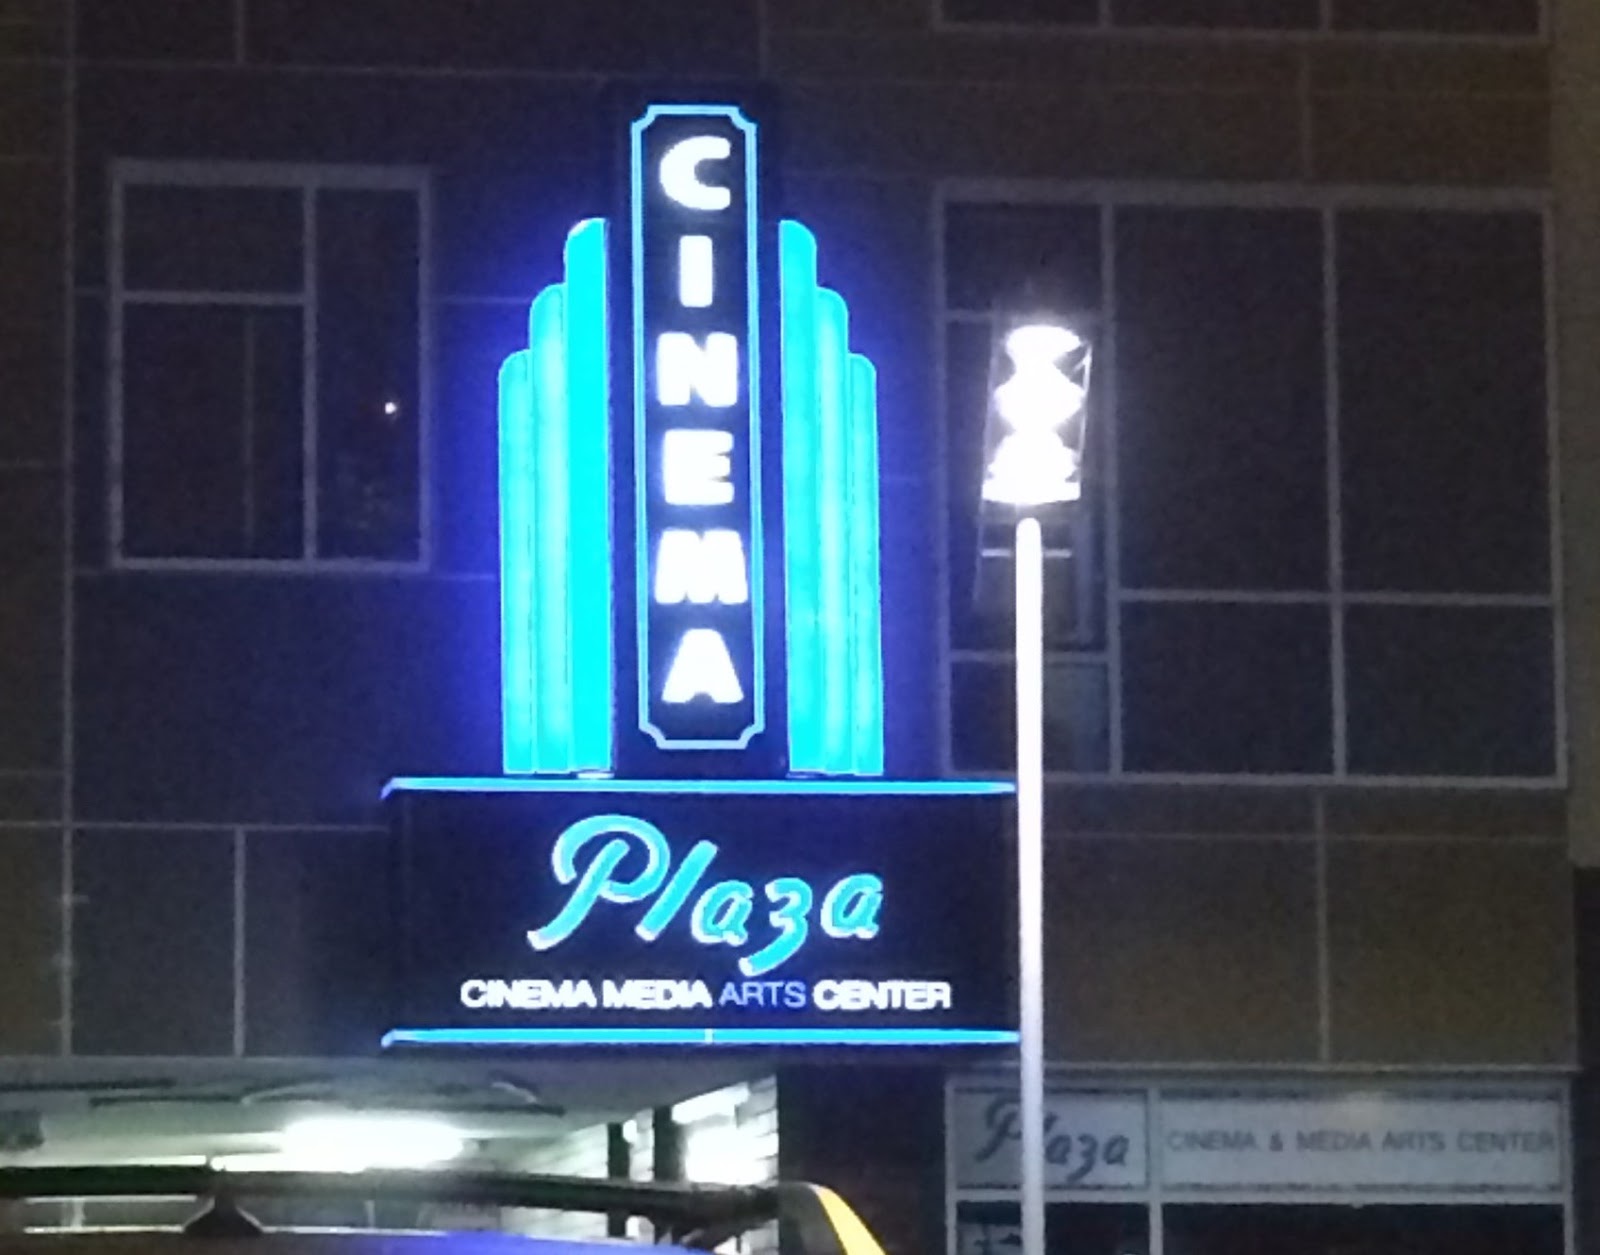 CINEMA
Plaza
CINEMA MEDIA ARTS CENTER
Plaza
CINEMA & MEDIA ARTS CENTER